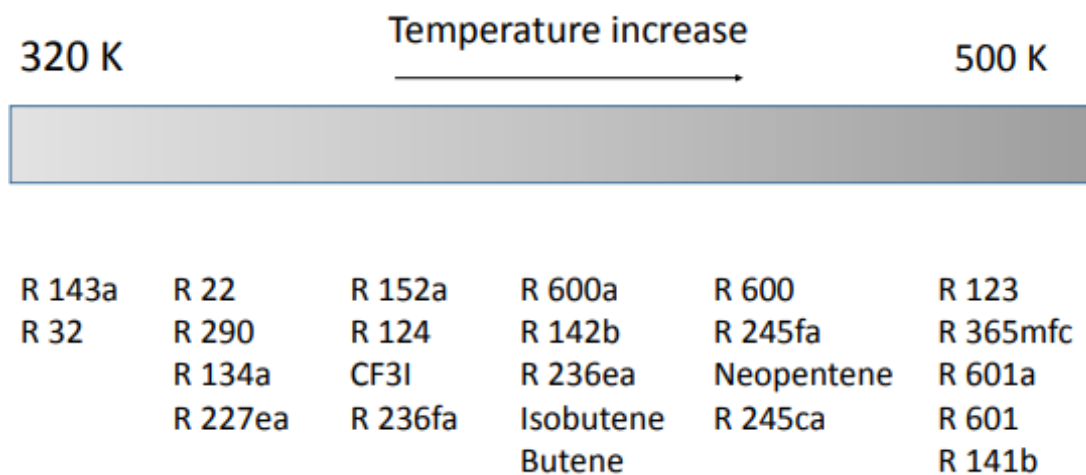 320 K
Temperature increase
500 K
R 143a R 22 R 152a R 600a R 600 R 123
R 32 R 290 R 124 R 142b R 245fa R 365mfc
R 134a CF3I R 236ea Neopentene R 601a
R 227ea R 236fa Isobutene R 245ca R 601
Butene R 141b